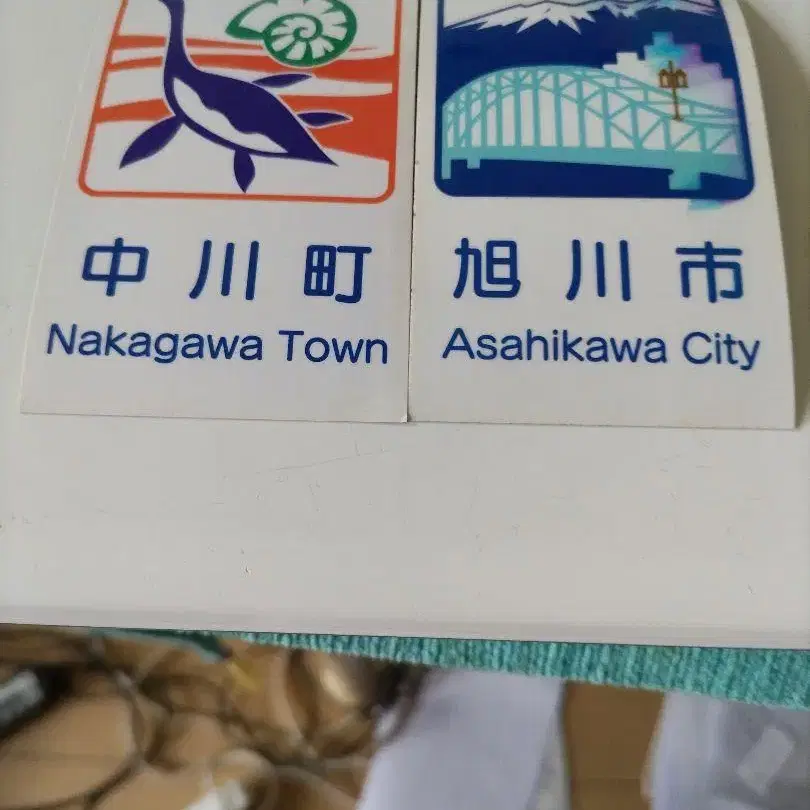 中川町
Nakagawa Town
旭川市
Asahikawa City